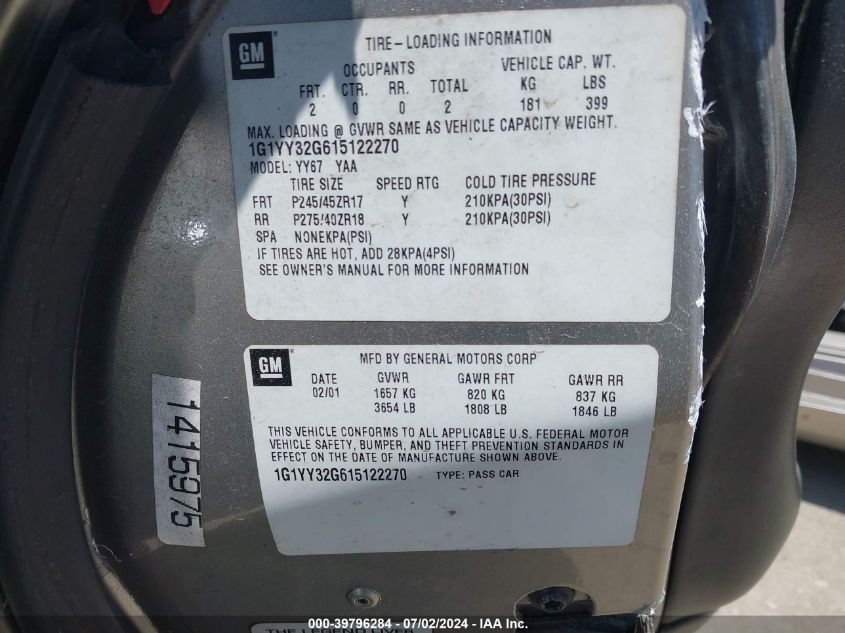 GM
TIRE-LOADING INFORMATION
OCCUPANTS VEHICLE CAP. WT.
FRT. CTR. RR. TOTAL KG LBS
2 0 0 2 181 399
MAX. LOADING @ GVWR SAME AS VEHICLE CAPACITY WEIGHT.
1G1YY32G615122270
MODEL: YY67 YAA
TIRE SIZE SPEED RTG COLD TIRE PRESSURE
FRT P245/45ZR17 Y 210KPA(30PSI)
RR P275/40ZR18 Y 210KPA(30PSI)
SPA NONEKPA(PSI)
IF TIRES ARE HOT, ADD 28KPA(4PSI)
SEE OWNER'S MANUAL FOR MORE INFORMATION
GM
MFD BY GENERAL MOTORS CORP
DATE GVWR GAWR FRT GAWR RR
02/01 1657 KG 820 KG 837 KG
3654 LB 1808 LB 1846 LB
THIS VEHICLE CONFORMS TO ALL APPLICABLE U.S. FEDERAL MOTOR
VEHICLE SAFETY, BUMPER, AND THEFT PREVENTION STANDARDS IN
EFFECT ON THE DATE OF MANUFACTURE SHOWN ABOVE.
1G1YY32G615122270 TYPE: PASS CAR
1415975
THE LEGEND LIVES
000-39796284 - 07/02/2024 - IAA Inc.